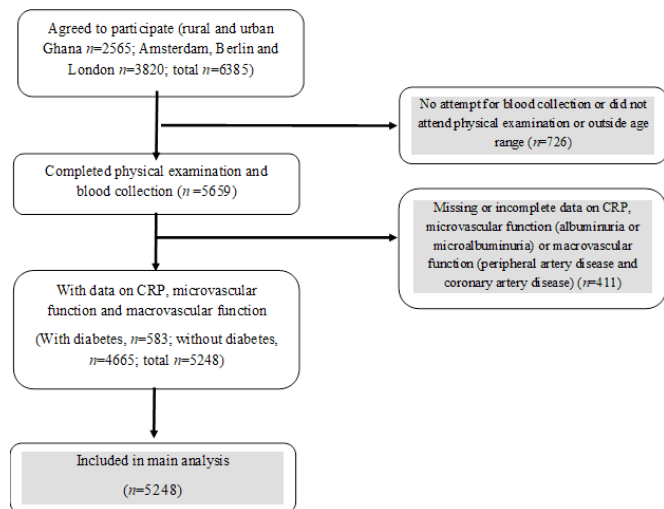 Agreed to participate (rural and urban
Ghana n=2565; Amsterdam, Berlin and
London n=3820; total n=6385)
No attempt for blood collection or did not
attend physical examination or outside age
range (n=726)
Completed physical examination and
blood collection (n =5659)
Missing or incomplete data on CRP,
microvascular function (albuminuria or
microalbuminuria) or macrovascular
function (peripheral artery disease and
coronary artery disease) (n=411)
With data on CRP, microvascular
function and macrovascular function
(With diabetes, n=583; without diabetes,
n=4665; total n=5248)
Included in main analysis
(n=5248)